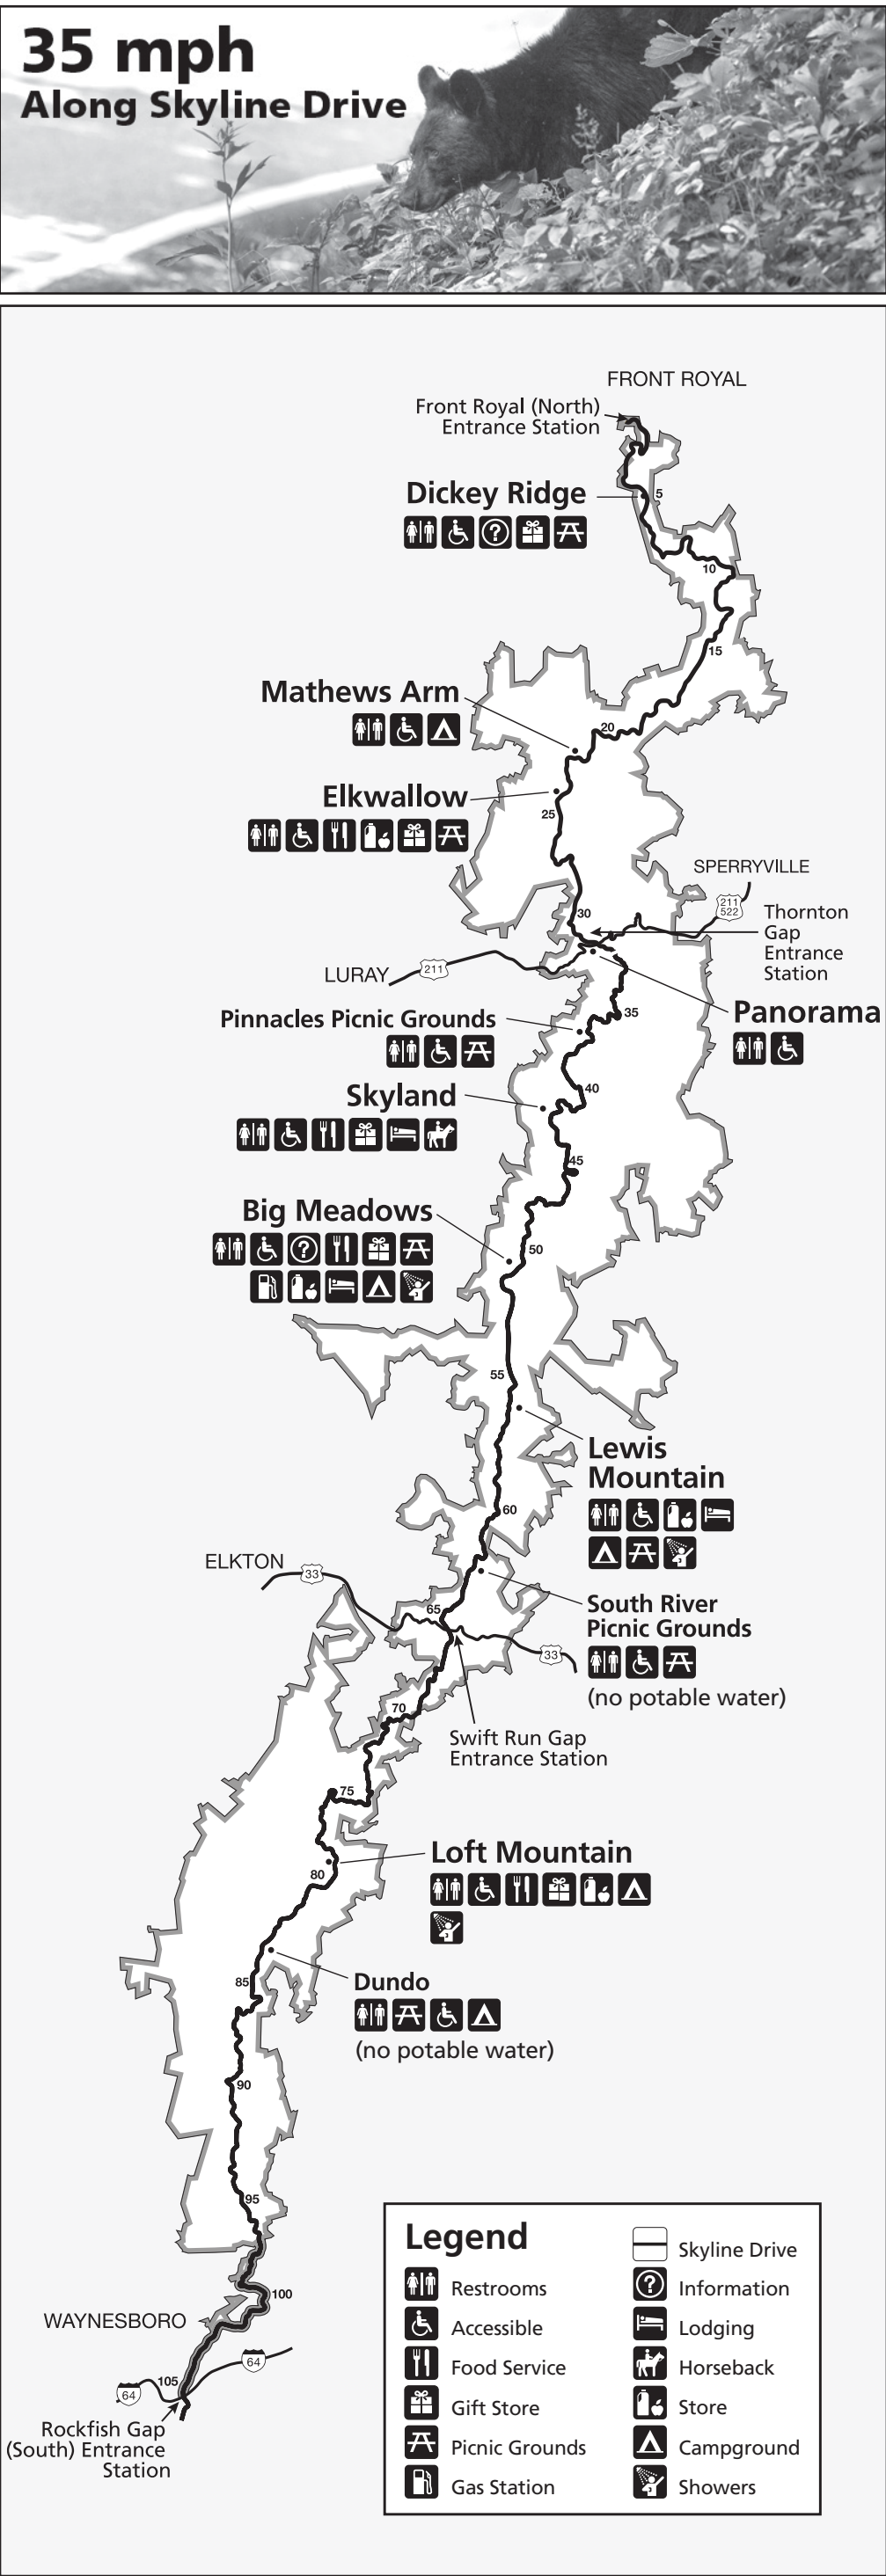 35 mph
Along Skyline Drive
FRONT ROYAL
Front Royal (North)
Entrance Station
Dickey Ridge
5
10
15
Mathews Arm
20
Elkwallow
25
SPERRYVILLE
30
211
522
Thornton
Gap
Entrance
Station
LURAY
211
Panorama
35
Pinnacles Picnic Grounds
40
Skyland
45
Big Meadows
50
55
Lewis
Mountain
60
ELKTON
33
65
South River
Picnic Grounds
33
(no potable water)
70
Swift Run Gap
Entrance Station
75
Loft Mountain
80
85
Dundo
(no potable water)
90
95
100
WAYNESBORO
64
105
64
Rockfish Gap
(South) Entrance
Station
Legend
Skyline Drive
Restrooms
Information
Accessible
Lodging
Food Service
Horseback
Gift Store
Store
Picnic Grounds
Campground
Gas Station
Showers